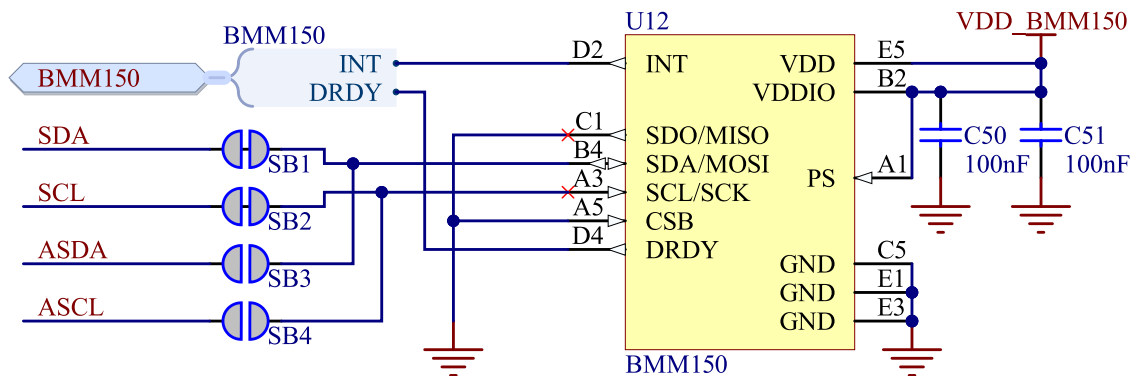 U12
BMM150
VDD_BMM150
BMM150
INT
DRDY
D2
INT
VDD
E5
VDDIO
B2
SDA
SB1
C1
SDO/MISO
B4
SDA/MOSI
A3
SCL/SCK
A5
CSB
D4
DRDY
PS
A1
C50
100nF
C51
100nF
SCL
SB2
ASDA
SB3
ASCL
SB4
GND
C5
GND
E1
GND
E3
BMM150